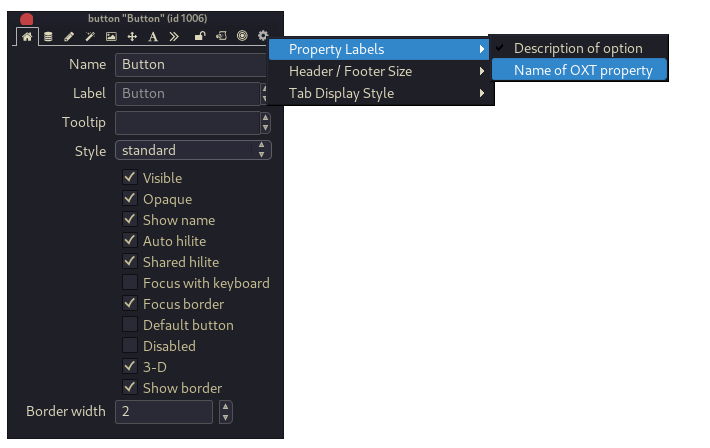 button "Button" (id 1006)
Name Button
Label Button
Tooltip
Style standard
Visible
Opaque
Show name
Auto hilite
Shared hilite
Focus with keyboard
Focus border
Default button
Disabled
3-D
Show border
Border width 2
Property Labels
Header / Footer Size
Tab Display Style
Description of option
Name of OXT property